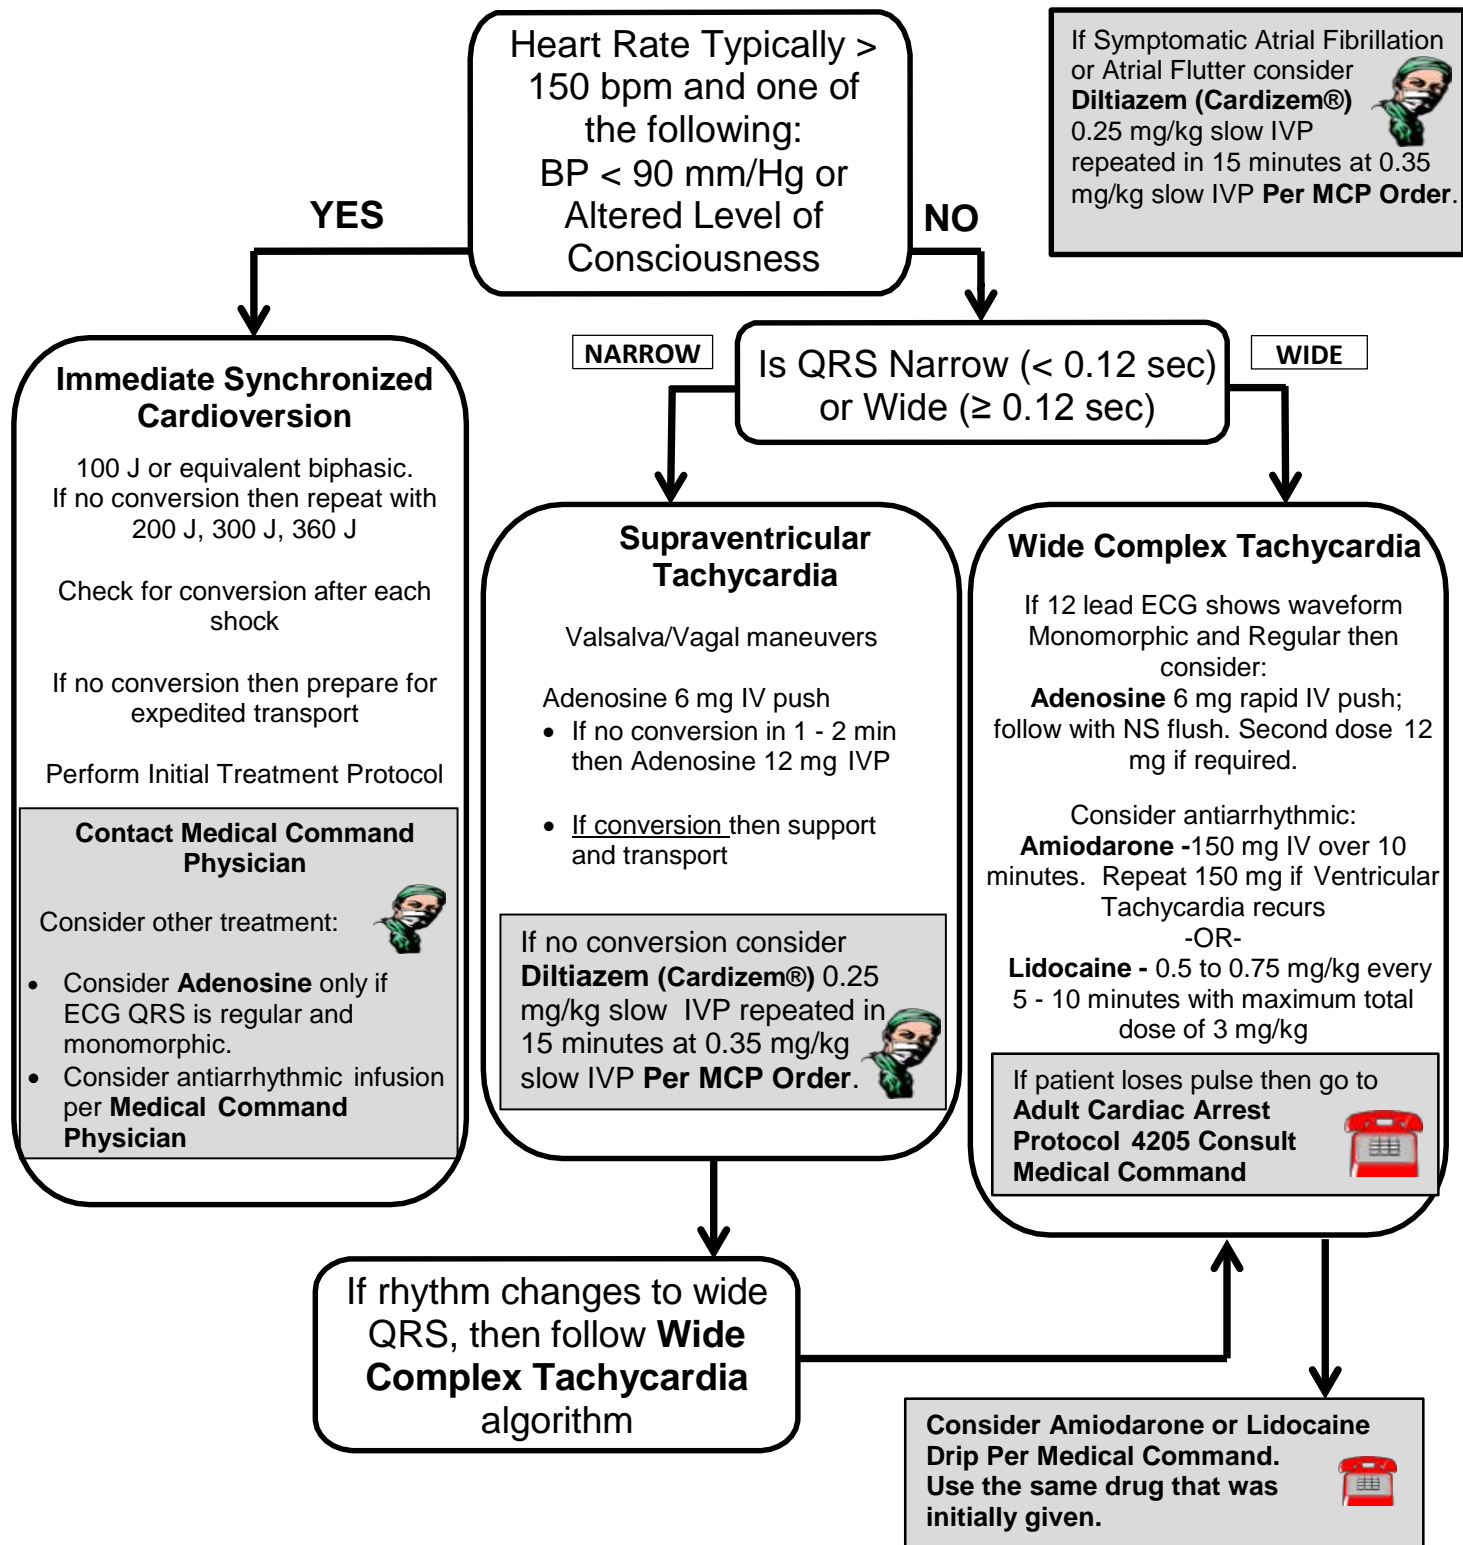 Heart Rate Typically >
150 bpm and one of
the following:
BP < 90 mm/Hg or
Altered Level of
Consciousness
If Symptomatic Atrial Fibrillation
or Atrial Flutter consider
Diltiazem (Cardizem®)
0.25 mg/kg slow IVP
repeated in 15 minutes at 0.35
mg/kg slow IVP Per MCP Order.
YES
NO
NARROW
Is QRS Narrow (< 0.12 sec)
or Wide (≥ 0.12 sec)
WIDE
Immediate Synchronized
Cardioversion
100 J or equivalent biphasic.
If no conversion then repeat with
200 J, 300 J, 360 J
Check for conversion after each
shock
If no conversion then prepare for
expedited transport
Perform Initial Treatment Protocol
Contact Medical Command
Physician
Consider other treatment:
• Consider Adenosine only if
ECG QRS is regular and
monomorphic.
• Consider antiarrhythmic infusion
per Medical Command
Physician
Supraventricular
Tachycardia
Valsalva/Vagal maneuvers
Adenosine 6 mg IV push
• If no conversion in 1 - 2 min
then Adenosine 12 mg IVP
• If conversion then support
and transport
If no conversion consider
Diltiazem (Cardizem®) 0.25
mg/kg slow IVP repeated in
15 minutes at 0.35 mg/kg
slow IVP Per MCP Order.
Wide Complex Tachycardia
If 12 lead ECG shows waveform
Monomorphic and Regular then
consider:
Adenosine 6 mg rapid IV push;
follow with NS flush. Second dose 12
mg if required.
Consider antiarrhythmic:
Amiodarone -150 mg IV over 10
minutes. Repeat 150 mg if Ventricular
Tachycardia recurs
-OR-
Lidocaine - 0.5 to 0.75 mg/kg every
5 - 10 minutes with maximum total
dose of 3 mg/kg
If patient loses pulse then go to
Adult Cardiac Arrest
Protocol 4205 Consult
Medical Command
If rhythm changes to wide
QRS, then follow Wide
Complex Tachycardia
algorithm
Consider Amiodarone or Lidocaine
Drip Per Medical Command.
Use the same drug that was
initially given.